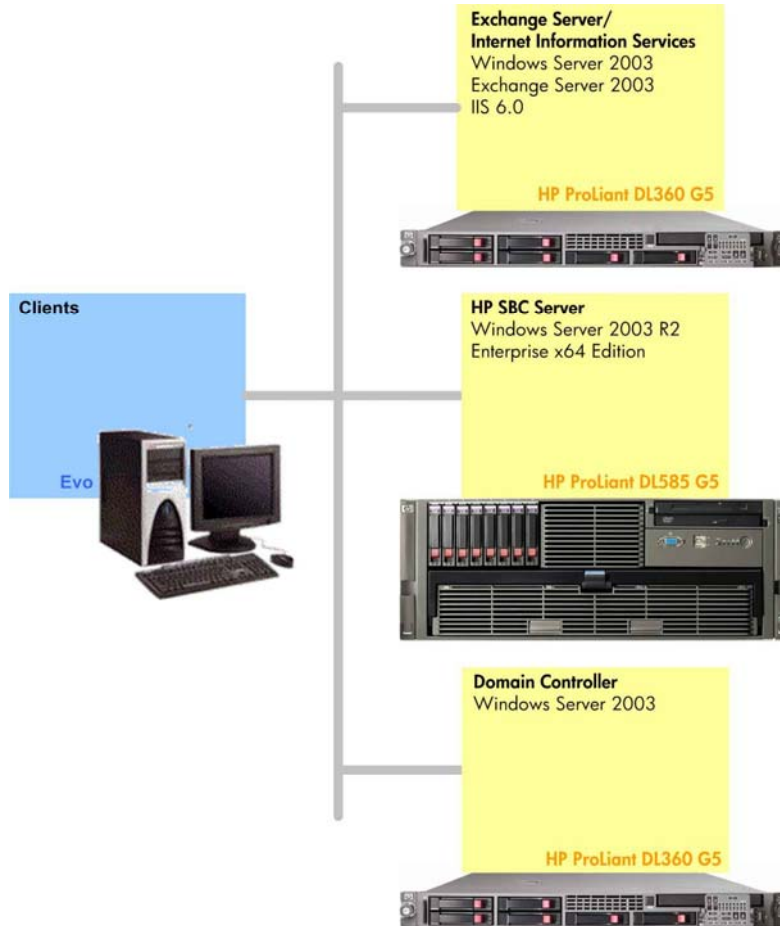 Exchange Server/
Internet Information Services
Windows Server 2003
Exchange Server 2003
IIS 6.0
HP ProLiant DL360 G5
Clients
Evo
HP SBC Server
Windows Server 2003 R2
Enterprise x64 Edition
HP ProLiant DL585 G5
Domain Controller
Windows Server 2003
HP ProLiant DL360 G5